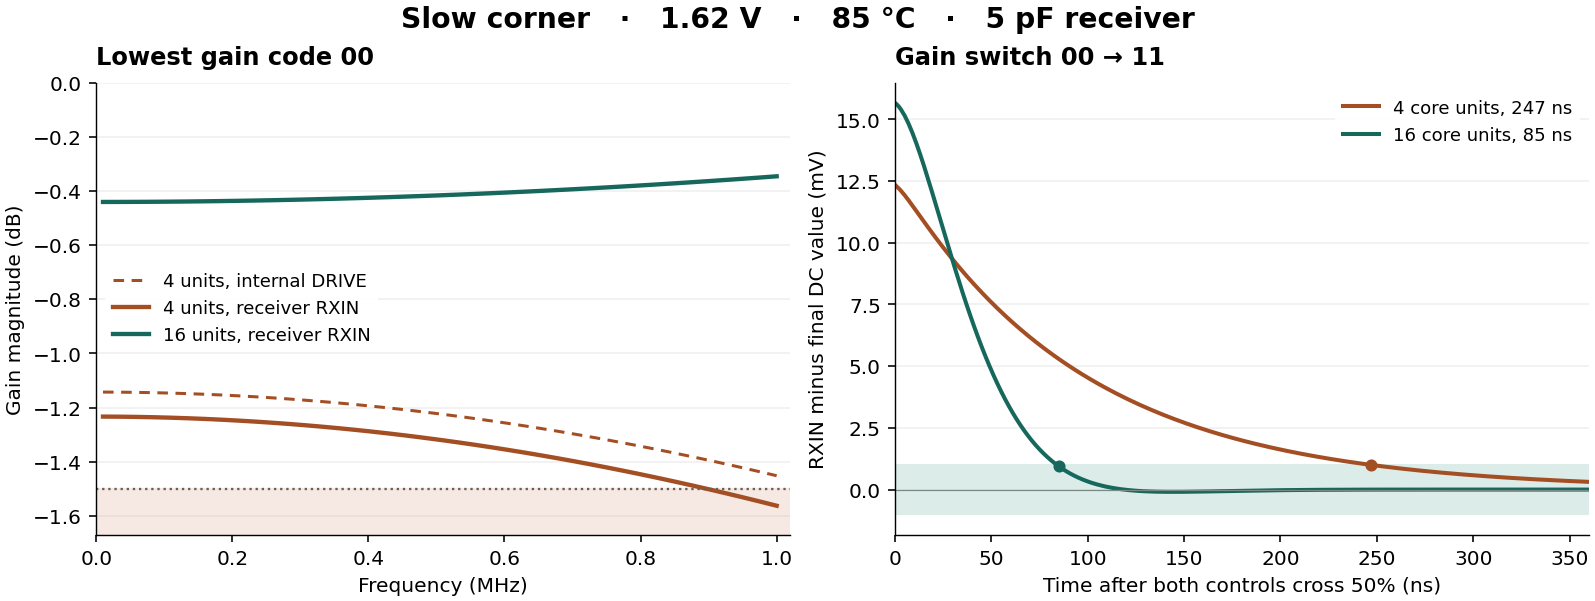 Slow corner · 1.62 V · 85 °C · 5 pF receiver
Lowest gain code 00
Gain magnitude (dB)
0.0
−0.2
−0.4
−0.6
−0.8
−1.0
−1.2
−1.4
−1.6
4 units, internal DRIVE
4 units, receiver RXIN
16 units, receiver RXIN
0.0 0.2 0.4 0.6 0.8 1.0
Frequency (MHz)
Gain switch 00 → 11
RXIN minus final DC value (mV)
15.0
12.5
10.0
7.5
5.0
2.5
0.0
4 core units, 247 ns
16 core units, 85 ns
0 50 100 150 200 250 300 350
Time after both controls cross 50% (ns)